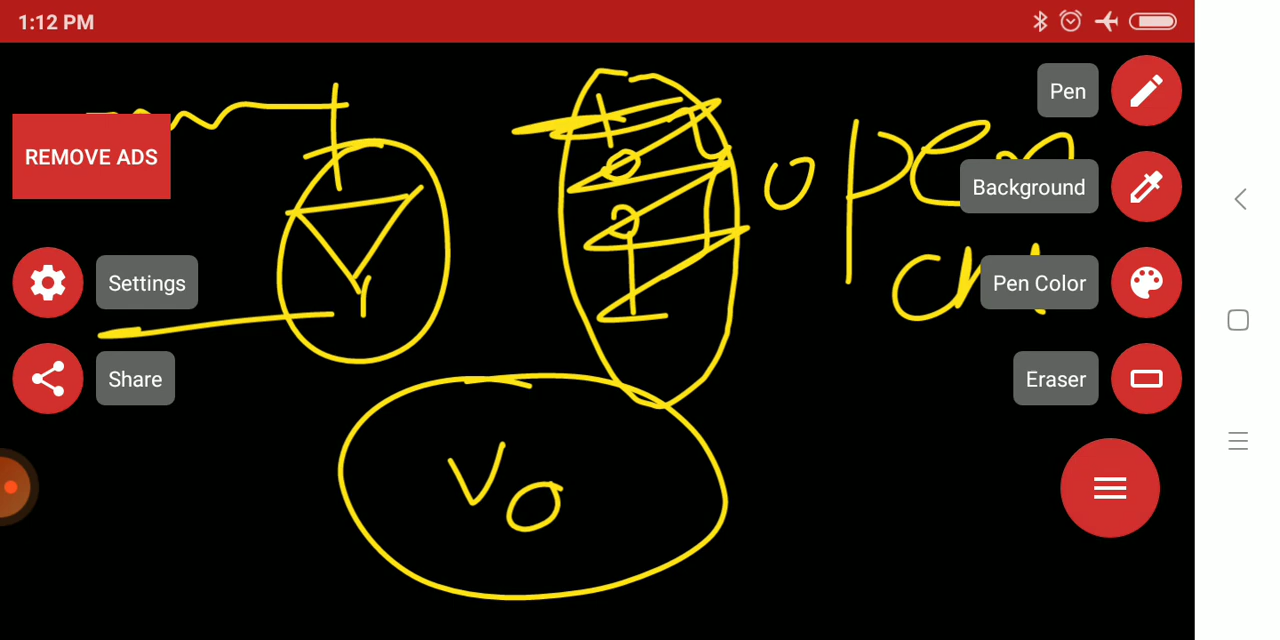 1:12 PM
Pen
REMOVE ADS
open
Background
Settings
Pen Color
Share
Eraser
Vo